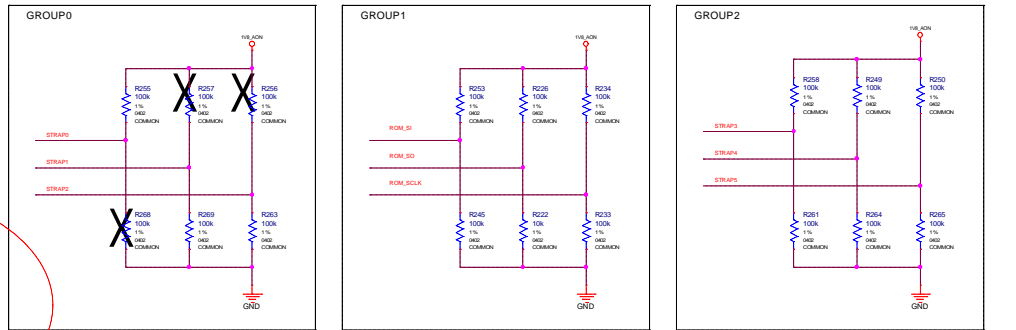 GROUP0
1V8_AON
R255
100k
1%
0402
COMMON
R257
100k
1%
0402
COMMON
R256
100k
1%
0402
COMMON
STRAP0
STRAP1
STRAP2
R268
100k
1%
0402
COMMON
R269
100k
1%
0402
COMMON
R263
100k
1%
0402
COMMON
GND
GROUP1
1V8_AON
R253
100k
1%
0402
COMMON
R226
100k
1%
0402
COMMON
R234
100k
1%
0402
COMMON
ROM_SI
ROM_SO
ROM_SCLK
R245
100k
1%
0402
COMMON
R222
10k
1%
0402
COMMON
R233
100k
1%
0402
COMMON
GND
GROUP2
1V8_AON
R258
100k
1%
0402
COMMON
R249
100k
1%
0402
COMMON
R250
100k
1%
0402
COMMON
STRAP3
STRAP4
STRAP5
R261
100k
1%
0402
COMMON
R264
100k
1%
0402
COMMON
R265
100k
1%
0402
COMMON
GND